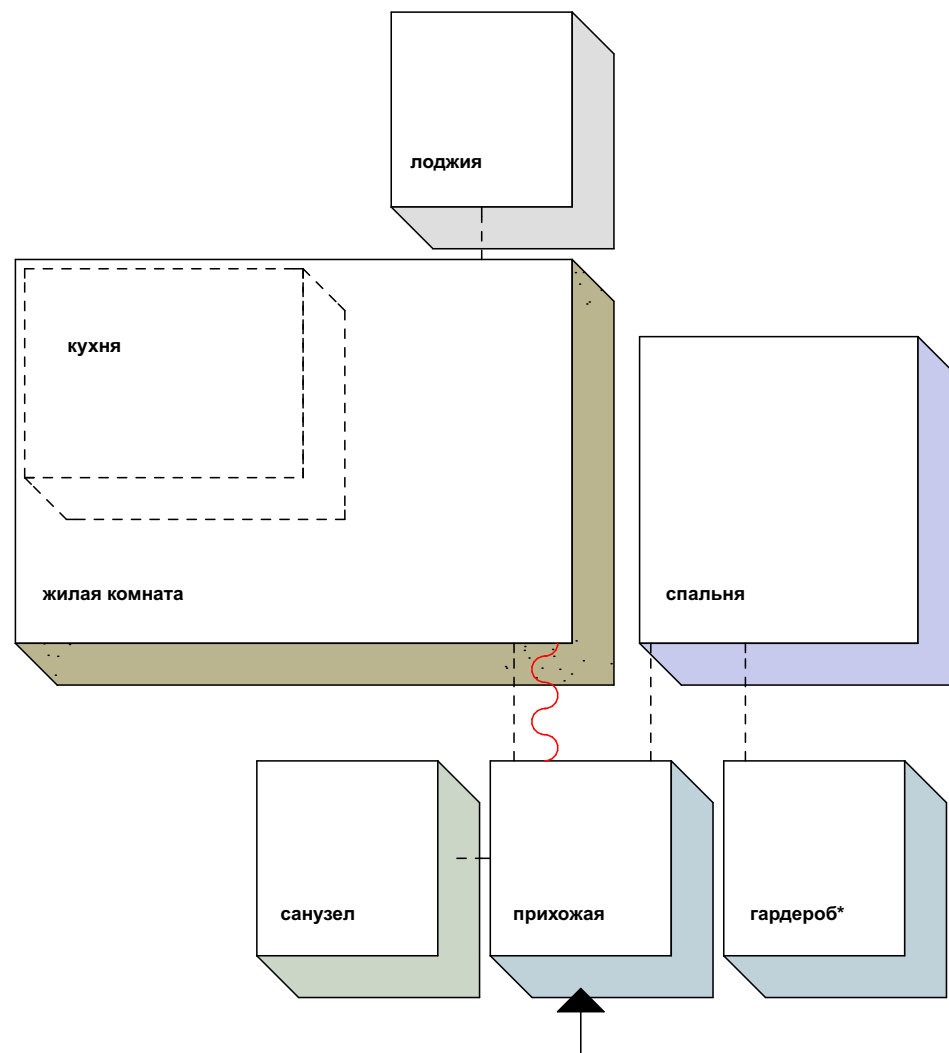 лоджия
кухня
жилая комната
спальня
санузел
прихожая
гардероб*